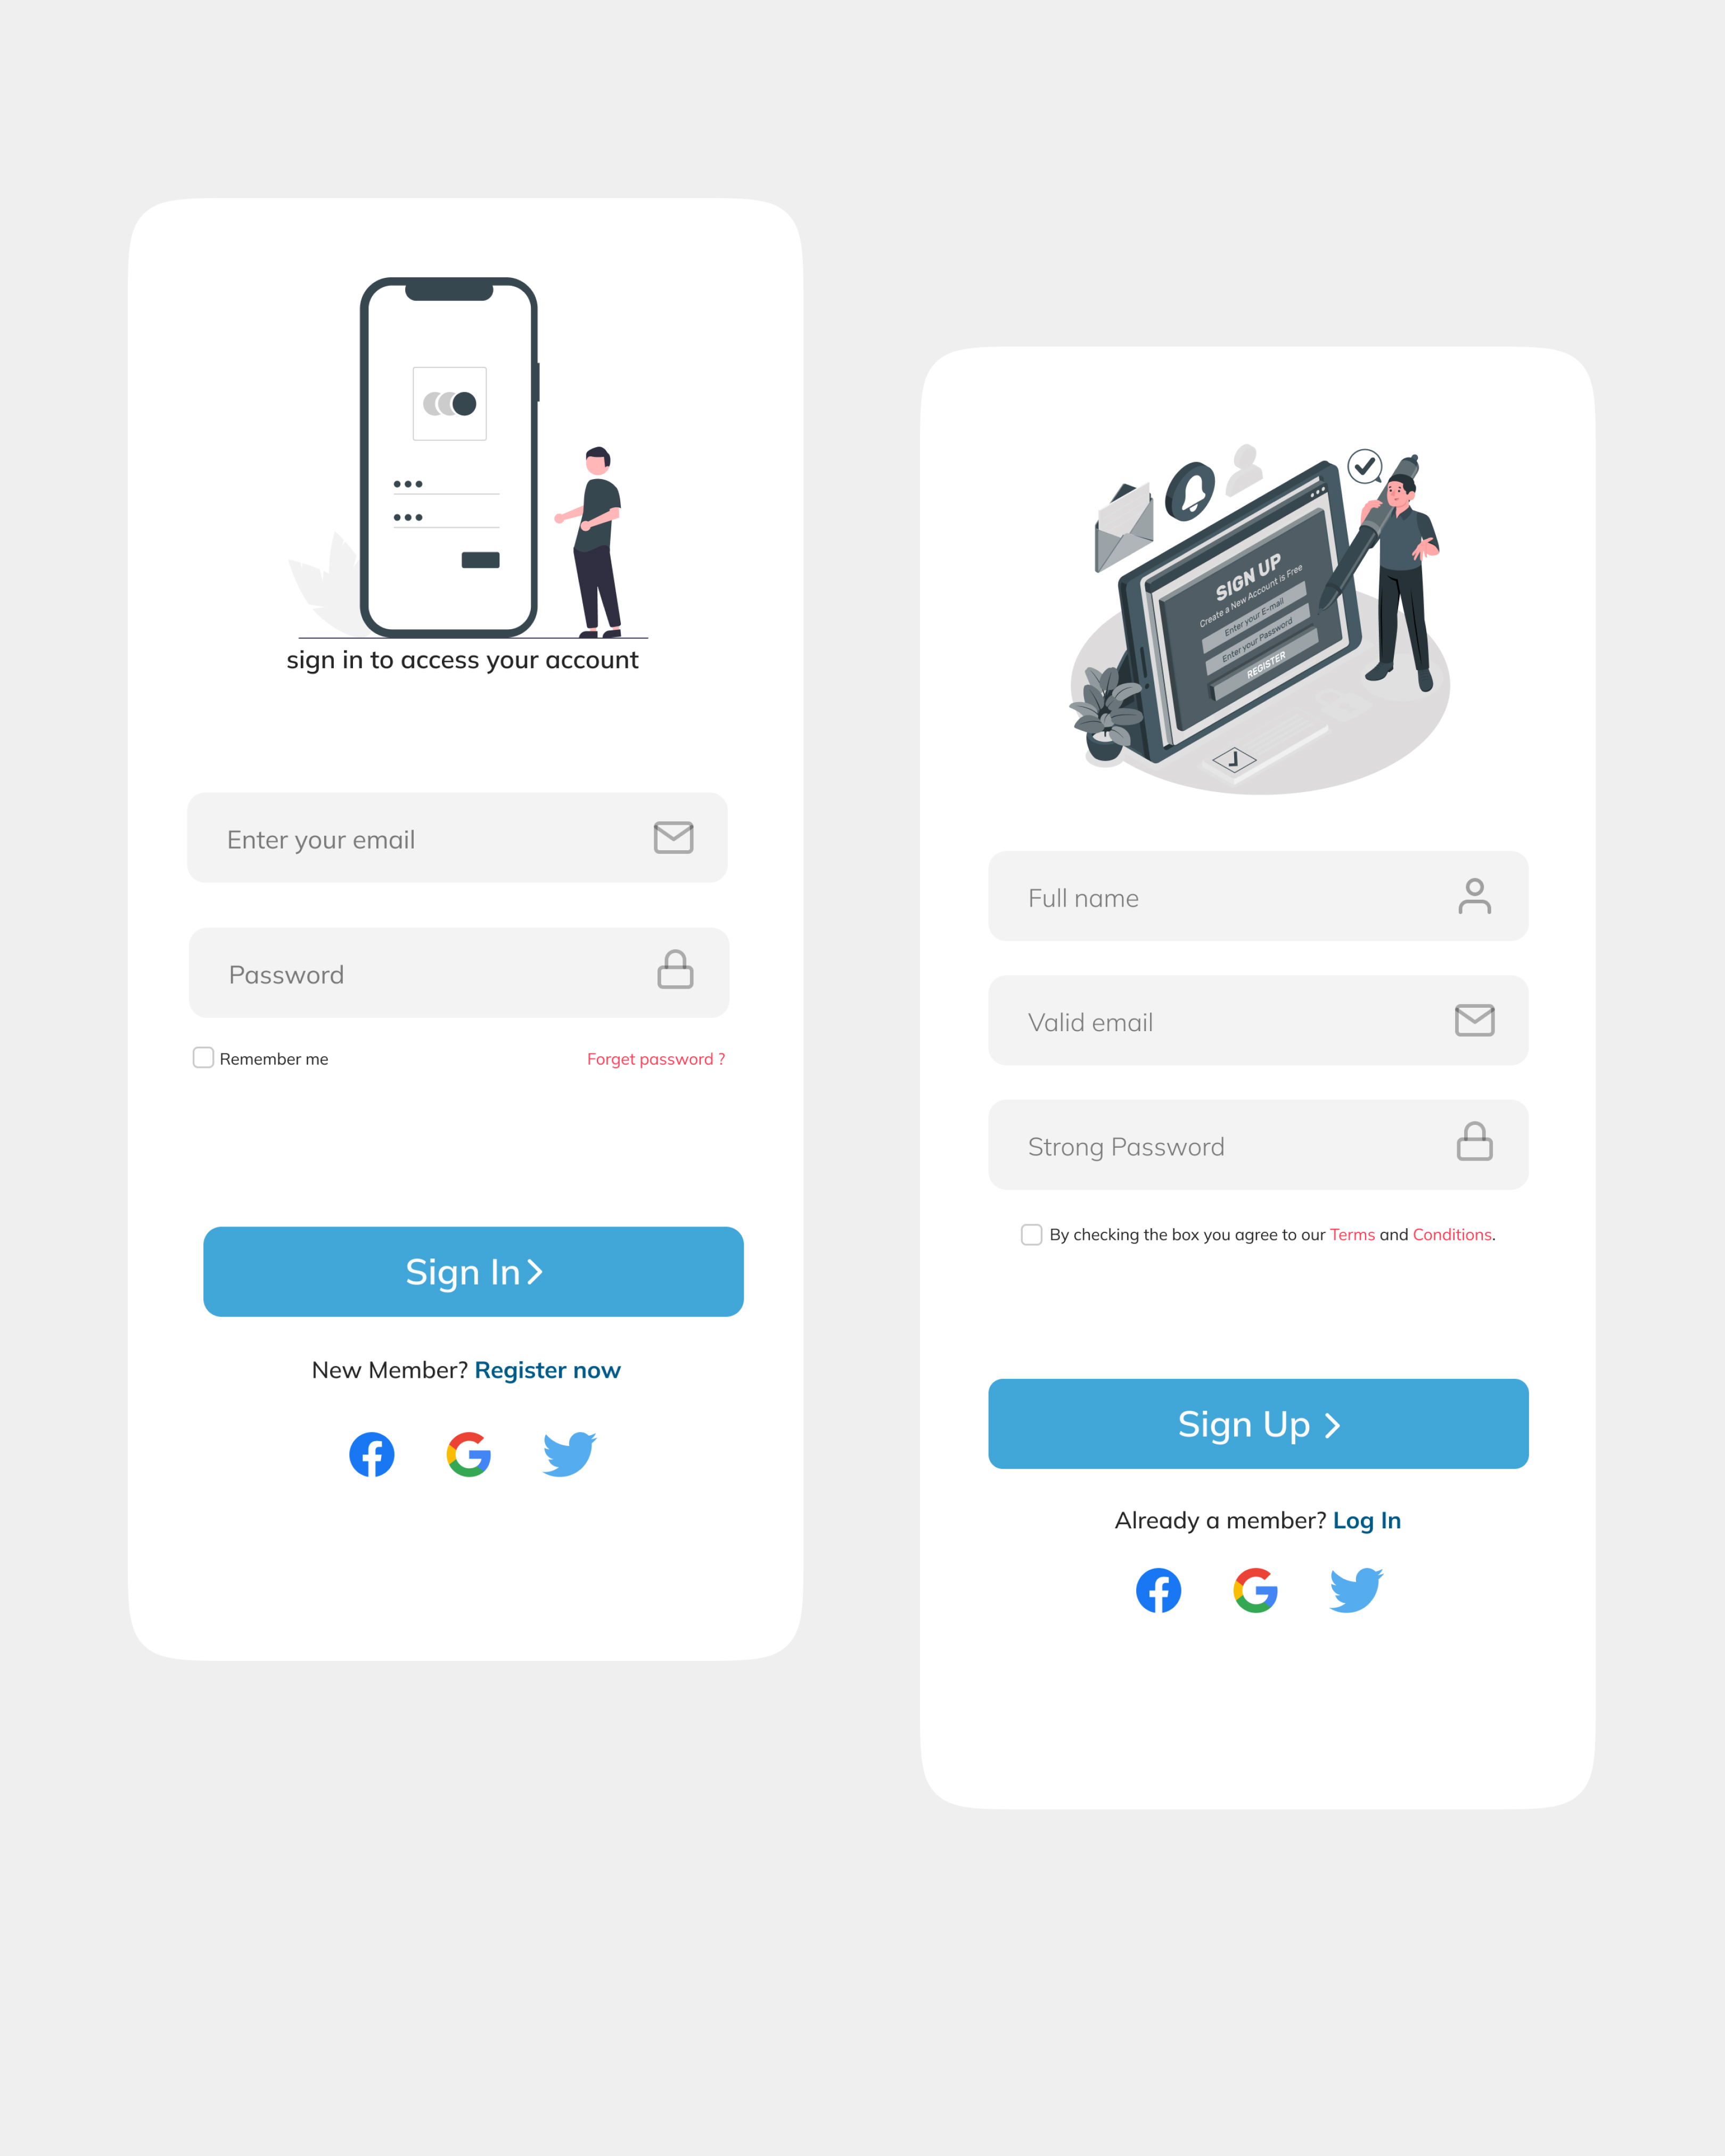 sign in to access your account
Enter your email
Password
Remember me
Forget password ?
Sign In
New Member? Register now
SIGN UP
Create a New Account is Free
Enter your E-mail
Enter your Password
REGISTER
Full name
Valid email
Strong Password
By checking the box you agree to our Terms and Conditions.
Sign Up
Already a member? Log In